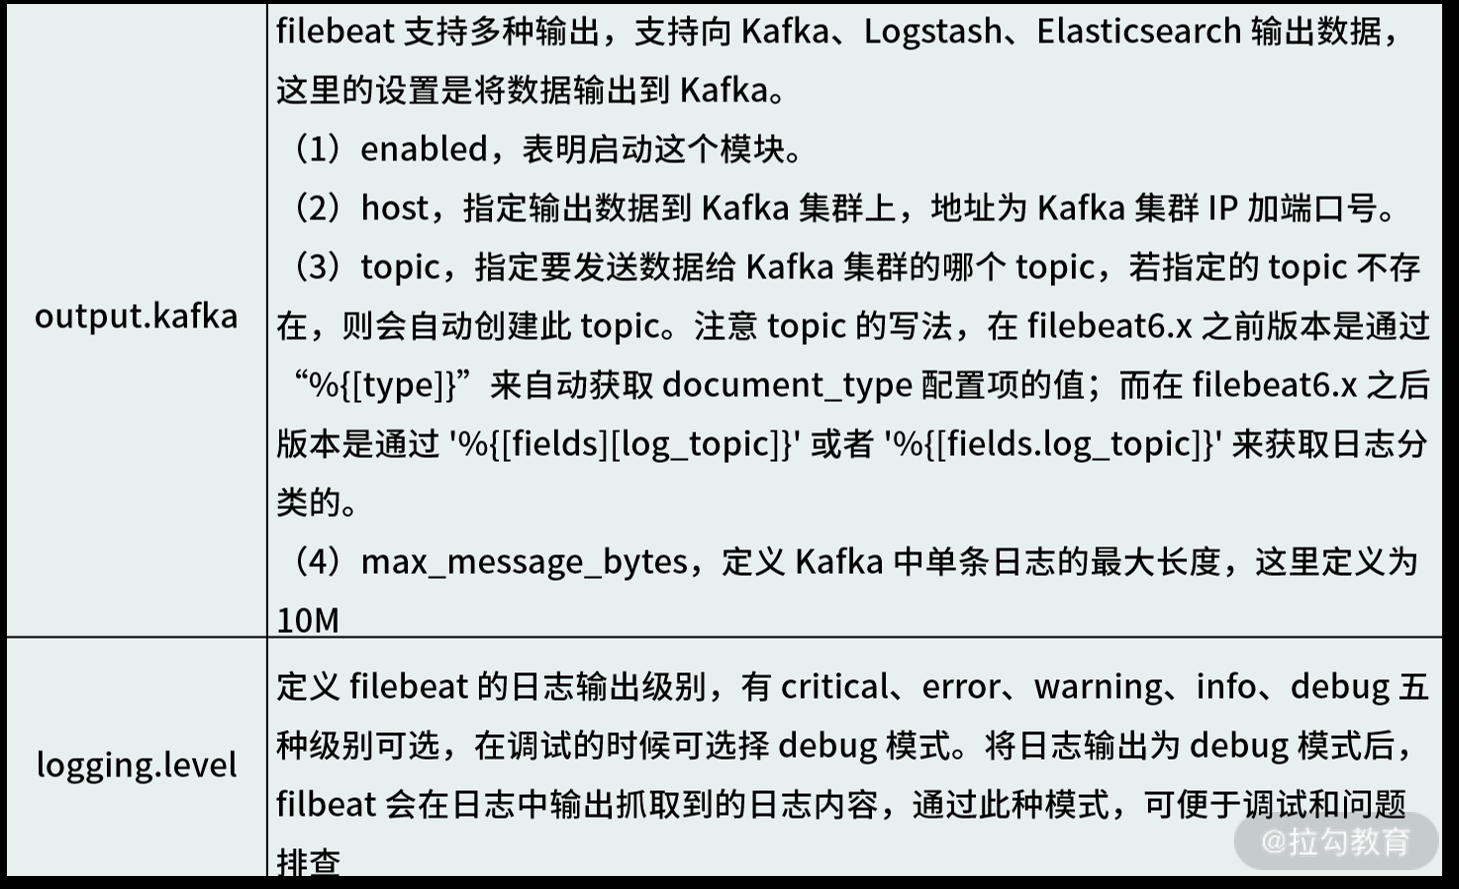 filebeat 支持多种输出，支持向 Kafka、Logstash、Elasticsearch 输出数据，
这里的设置是将数据输出到 Kafka。
（1）enabled，表明启动这个模块。
（2）host，指定输出数据到 Kafka 集群上，地址为 Kafka 集群 IP 加端口号。
（3）topic，指定要发送数据给 Kafka 集群的哪个 topic，若指定的 topic 不存
output.kafka
在，则会自动创建此 topic。注意 topic 的写法，在 filebeat6.x 之前版本是通过
“%{[type]}”来自动获取 document_type 配置项的值；而在 filebeat6.x 之后
版本是通过 '%{[fields][log_topic]}' 或者 '%{[fields.log_topic]}' 来获取日志分
类的。
（4）max_message_bytes，定义 Kafka 中单条日志的最大长度，这里定义为
10M
定义 filebeat 的日志输出级别，有 critical、error、warning、info、debug 五
种级别可选，在调试的时候可选择 debug 模式。将日志输出为 debug 模式后，
logging.level
filbeat 会在日志中输出抓取到的日志内容，通过此种模式，可便于调试和问题
排查
@拉勾教育